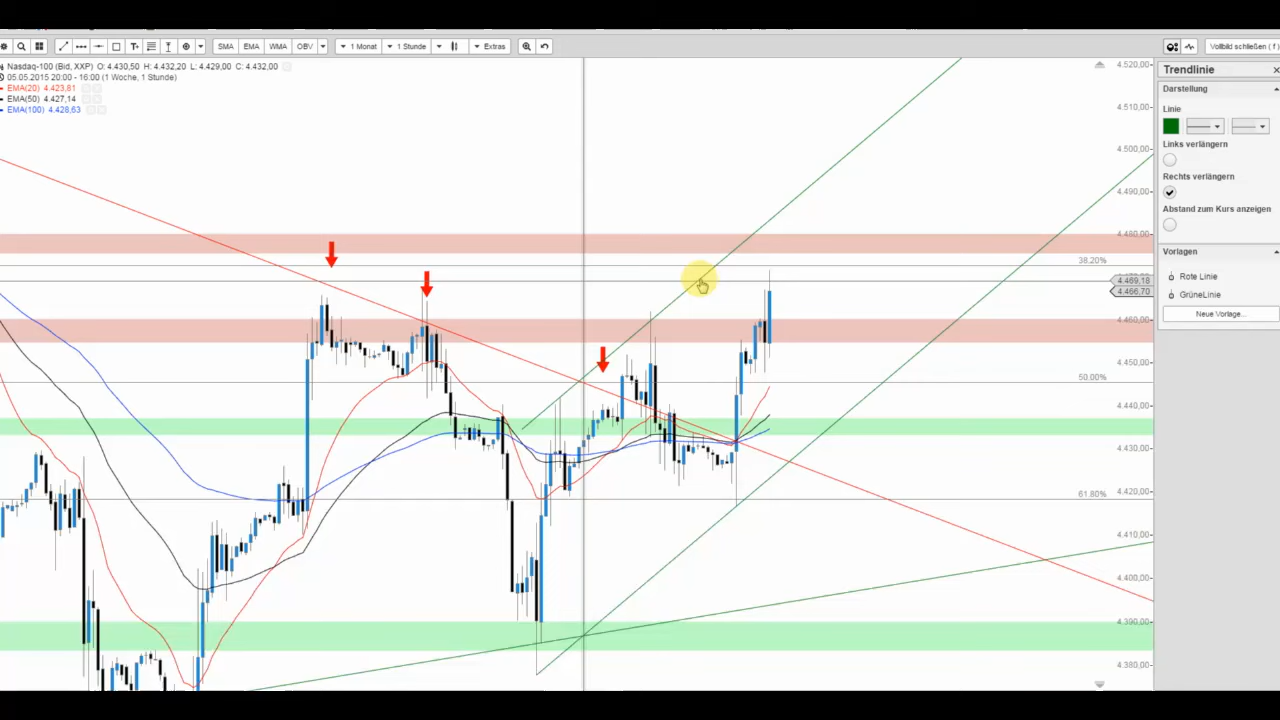 SMA EMA WMA OBV 1 Monat 1 Stunde Extras Vollbild schließen ( f )
Nasdaq-100 (Bid, XXP) O: 4.430,50 H: 4.432,20 L: 4.429,00 C: 4.432,00
05.05.2015 20:00 - 16:00 (1 Woche, 1 Stunde)
EMA(20) 4.423,81
EMA(50) 4.427,14
EMA(100) 4.428,63
4.520,00
4.510,00
4.500,00
4.490,00
4.480,00
38.20%
4.469,18
4.466,70
4.460,00
4.450,00
50.00%
4.440,00
4.430,00
61.80%
4.420,00
4.410,00
4.400,00
4.390,00
4.380,00
Trendlinie
Darstellung
Linie
Links verlängern
Rechts verlängern
Abstand zum Kurs anzeigen
Vorlagen
Rote Linie
GrüneLinie
Neue Vorlage...